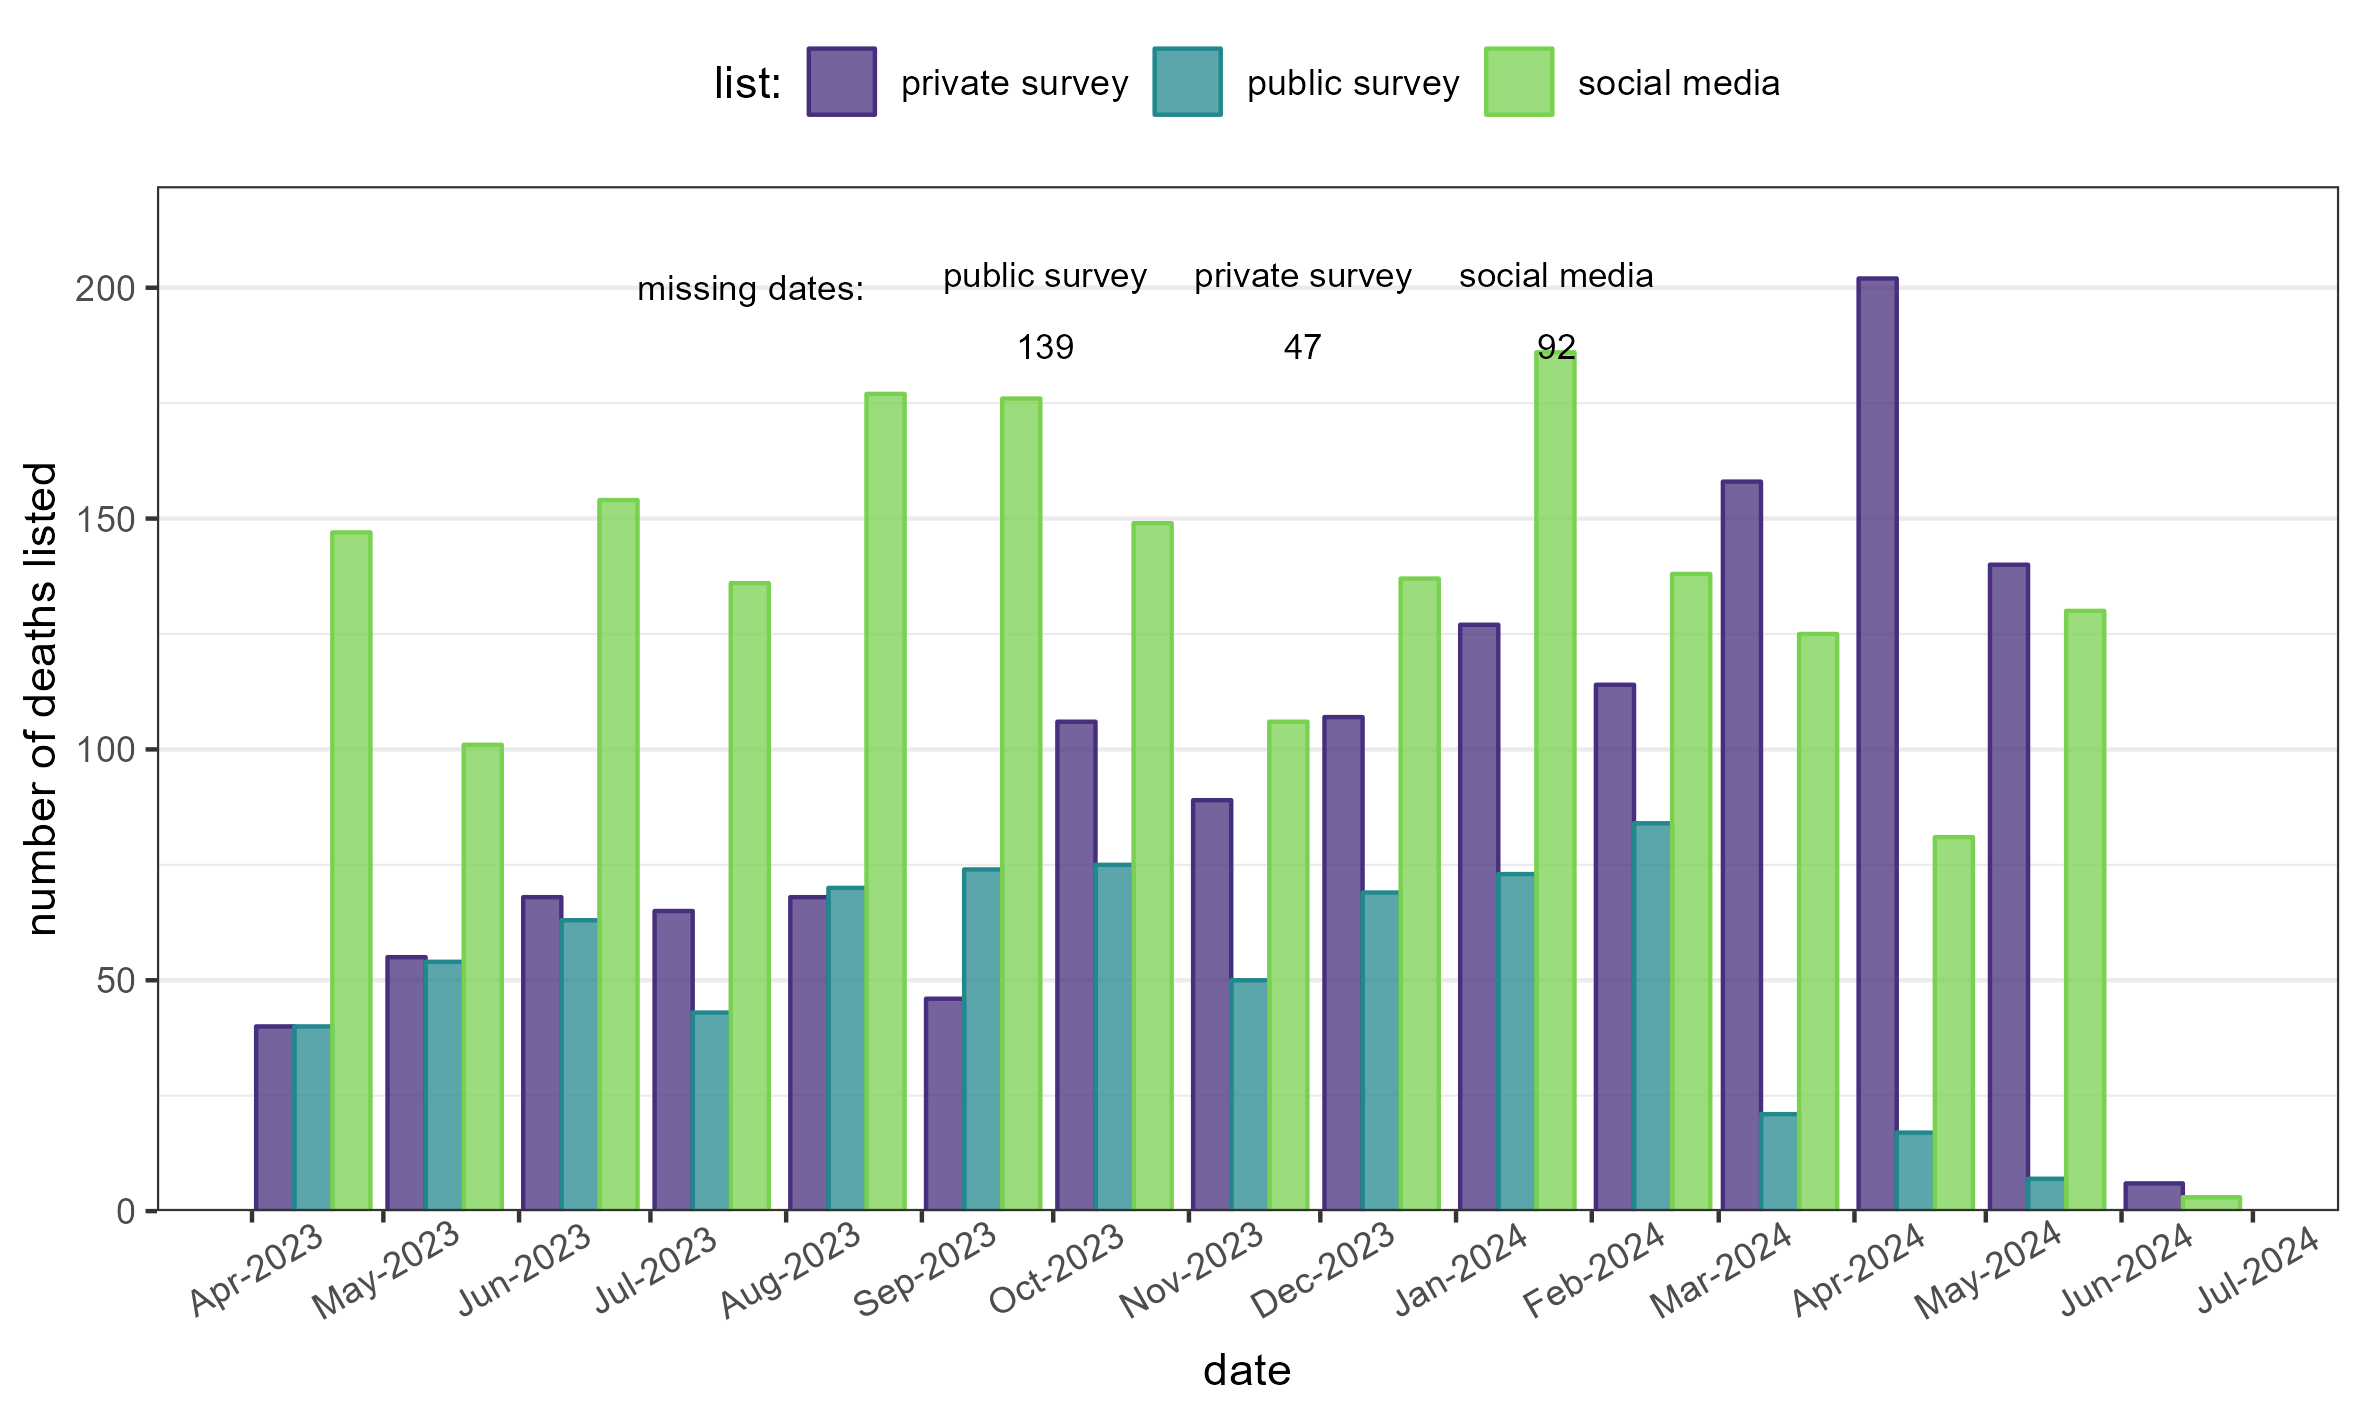 list: private survey public survey social media
missing dates: public survey private survey social media
139 47 92
number of deaths listed
200
150
100
50
0
Apr-2023 May-2023 Jun-2023 Jul-2023 Aug-2023 Sep-2023 Oct-2023 Nov-2023 Dec-2023 Jan-2024 Feb-2024 Mar-2024 Apr-2024 May-2024 Jun-2024 Jul-2024
date